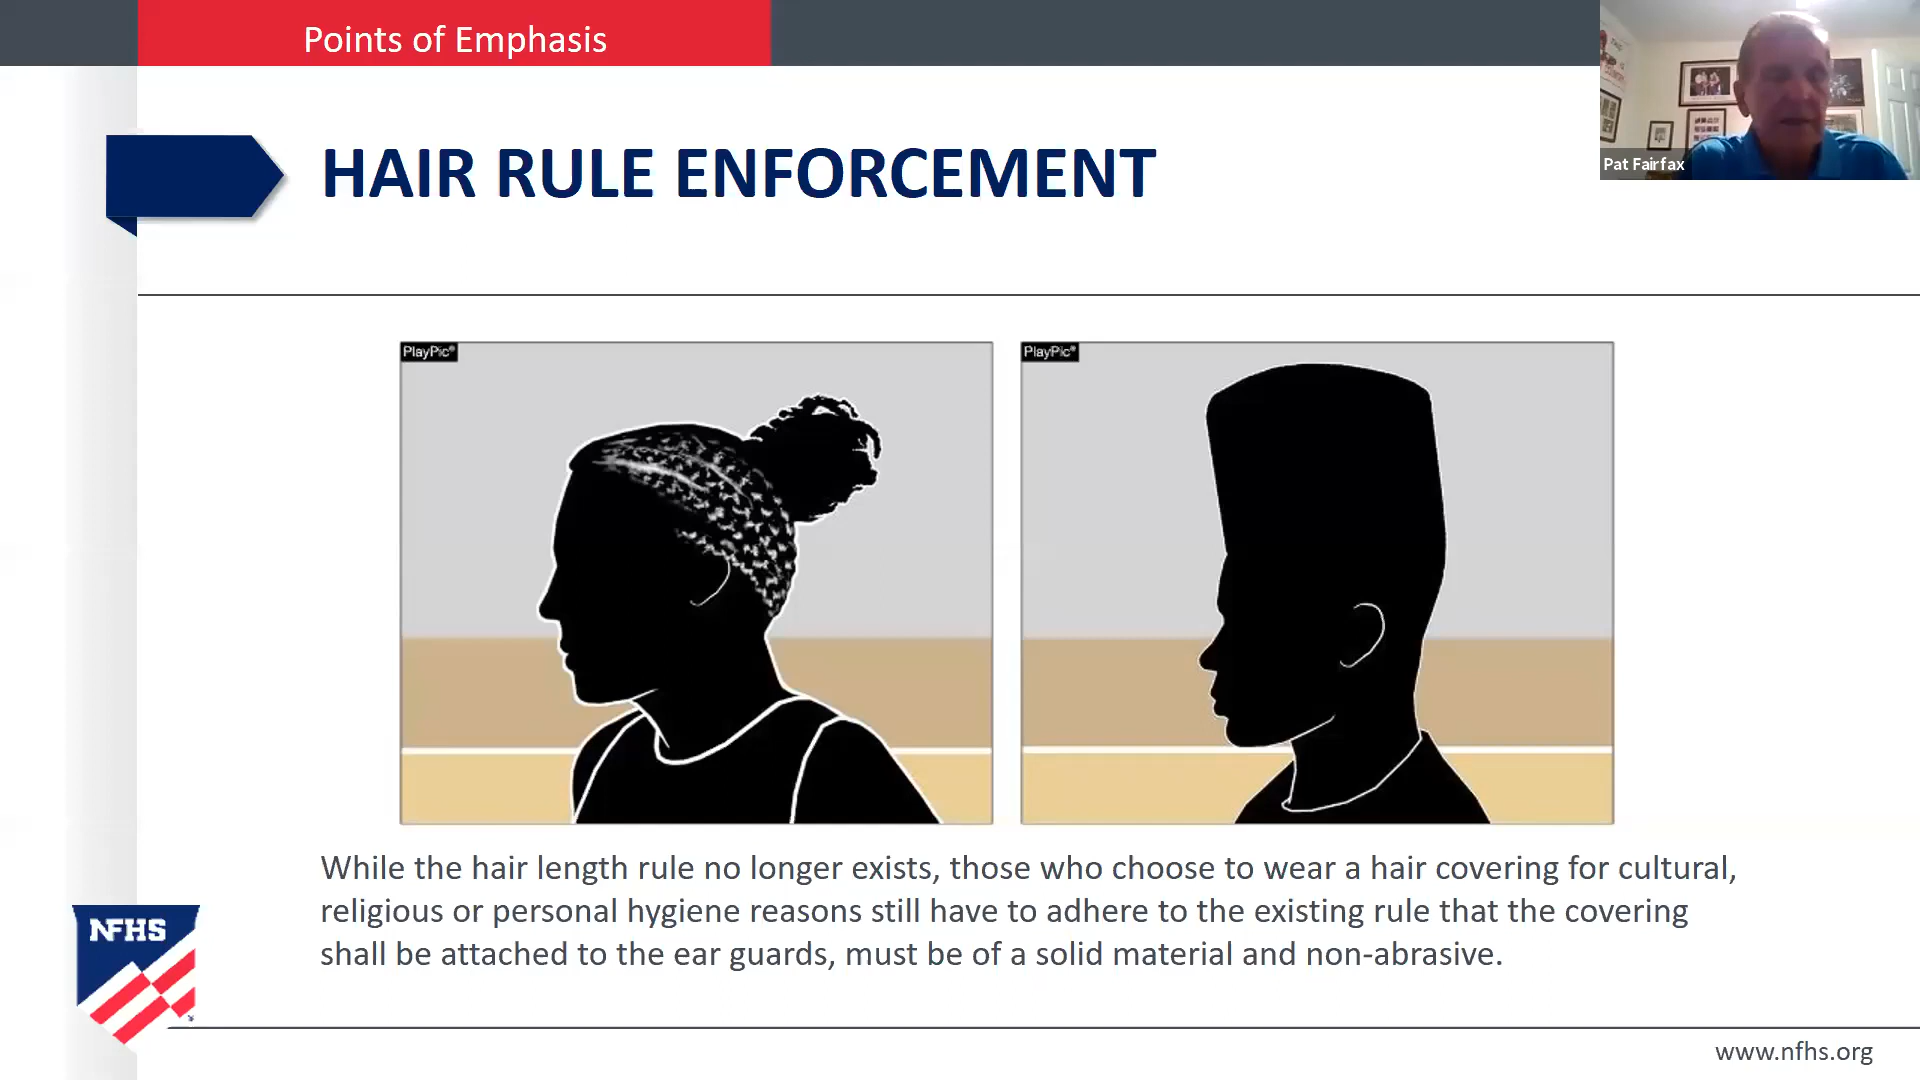 Points of Emphasis
HAIR RULE ENFORCEMENT
Pat Fairfax
PlayPic®
PlayPic®
While the hair length rule no longer exists, those who choose to wear a hair covering for cultural,
religious or personal hygiene reasons still have to adhere to the existing rule that the covering
shall be attached to the ear guards, must be of a solid material and non-abrasive.
NFHS
www.nfhs.org